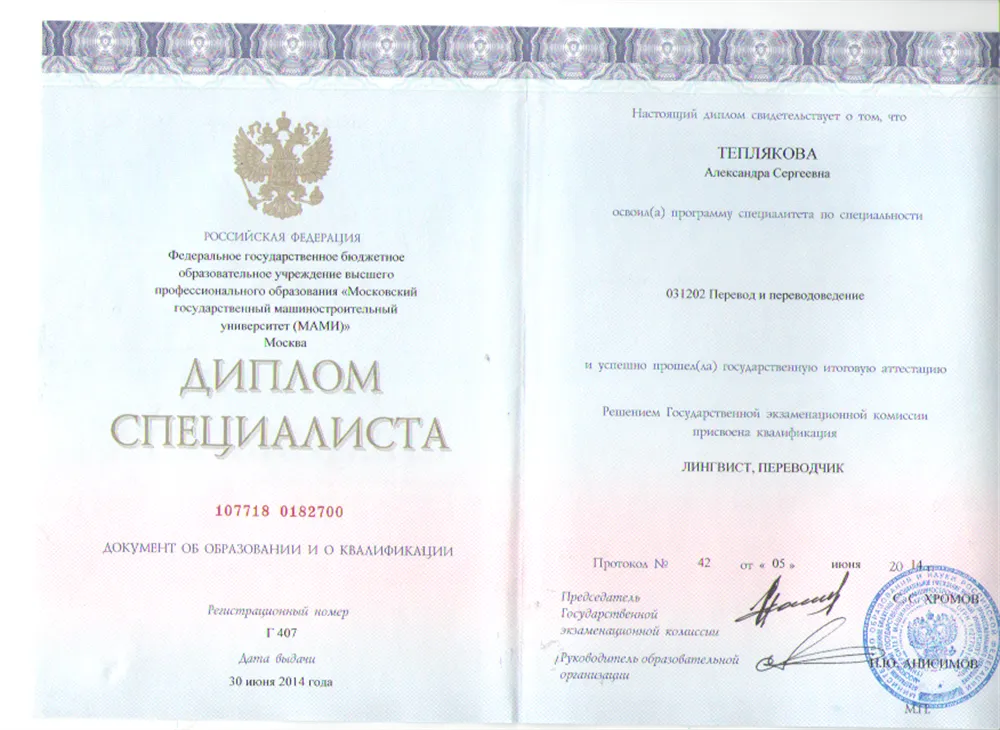 РОССИЙСКАЯ ФЕДЕРАЦИЯ
Федеральное государственное бюджетное
образовательное учреждение высшего
профессионального образования «Московский
государственный машиностроительный
университет (МАМИ)»
Москва
ДИПЛОМ
СПЕЦИАЛИСТА
107718 0182700
ДОКУМЕНТ ОБ ОБРАЗОВАНИИ И О КВАЛИФИКАЦИИ
Регистрационный номер
Г 407
Дата выдачи
30 июня 2014 года
Настоящий диплом свидетельствует о том, что
ТЕПЛЯКОВА
Александра Сергеевна
освоил(а) программу специалитета по специальности
031202 Перевод и переводоведение
и успешно прошел(ла) государственную итоговую аттестацию
Решением Государственной экзаменационной комиссии
присвоена квалификация
ЛИНГВИСТ, ПЕРЕВОДЧИК
Протокол № 42 от « 05 » июня 20 14 г.
Председатель
Государственной
экзаменационной комиссии
С.С. ХРОМОВ
Руководитель образовательной
организации
Н.Ю. АНИСИМОВ
М.П.